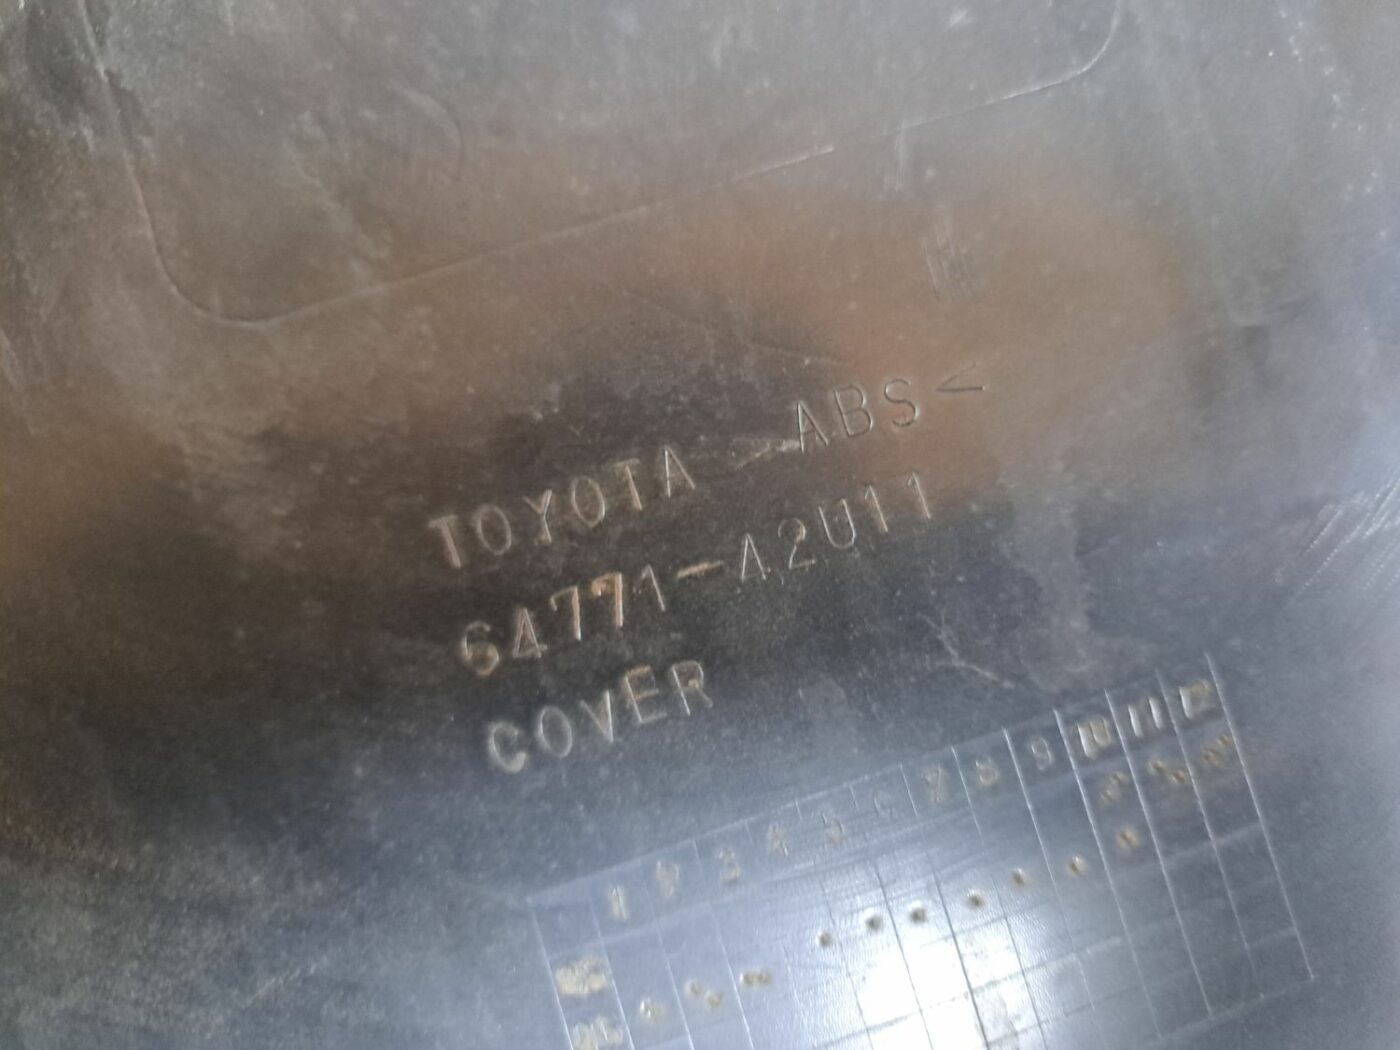 TOYOTA >ABS<
64771-42U11
COVER
1 2 3 4 5 6 7 8 9 10 11 12